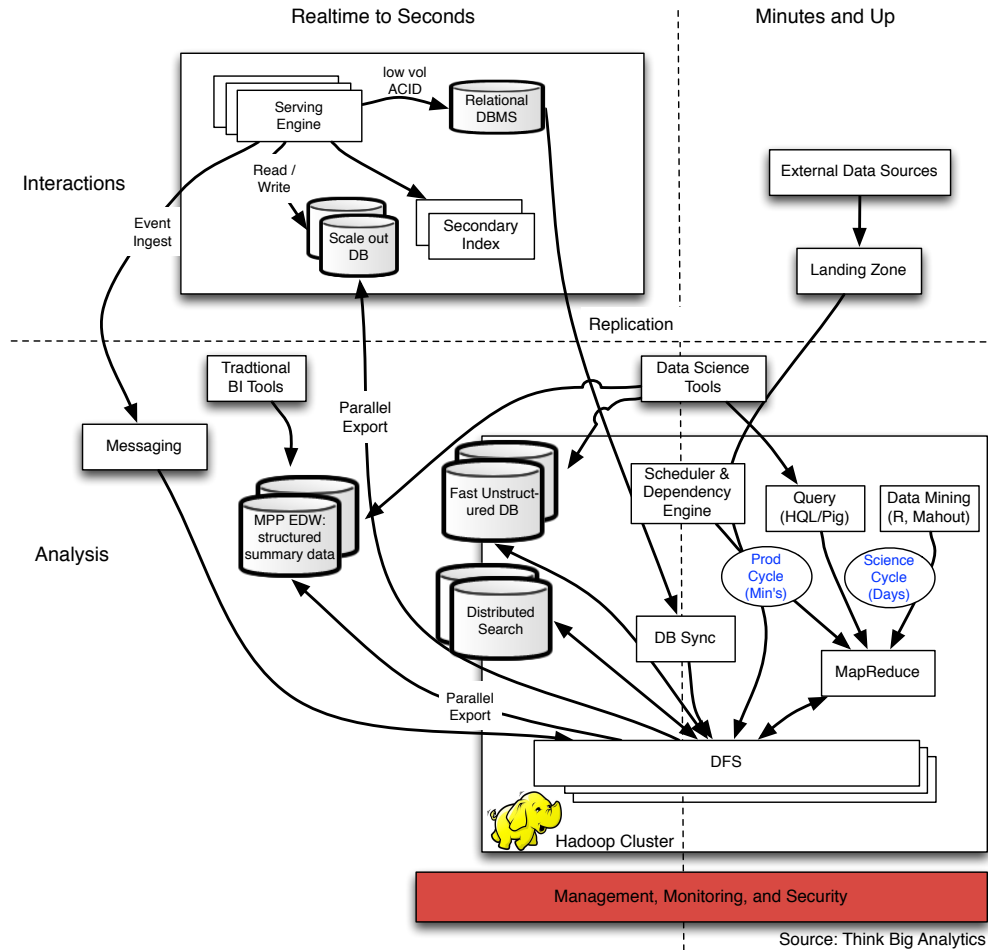 Realtime to Seconds
Minutes and Up
low vol
ACID
Serving
Engine
Relational
DBMS
External Data Sources
Interactions
Read /
Write
Event
Ingest
Scale out
DB
Secondary
Index
Landing Zone
Replication
Tradtional
BI Tools
Data Science
Tools
Parallel
Export
Messaging
Fast Unstruct-
ured DB
Scheduler &
Dependency
Engine
Query
(HQL/Pig)
Data Mining
(R, Mahout)
MPP EDW:
structured
summary data
Analysis
Prod
Cycle
(Min's)
Science
Cycle
(Days)
Distributed
Search
DB Sync
MapReduce
Parallel
Export
DFS
Hadoop Cluster
Management, Monitoring, and Security
Source: Think Big Analytics